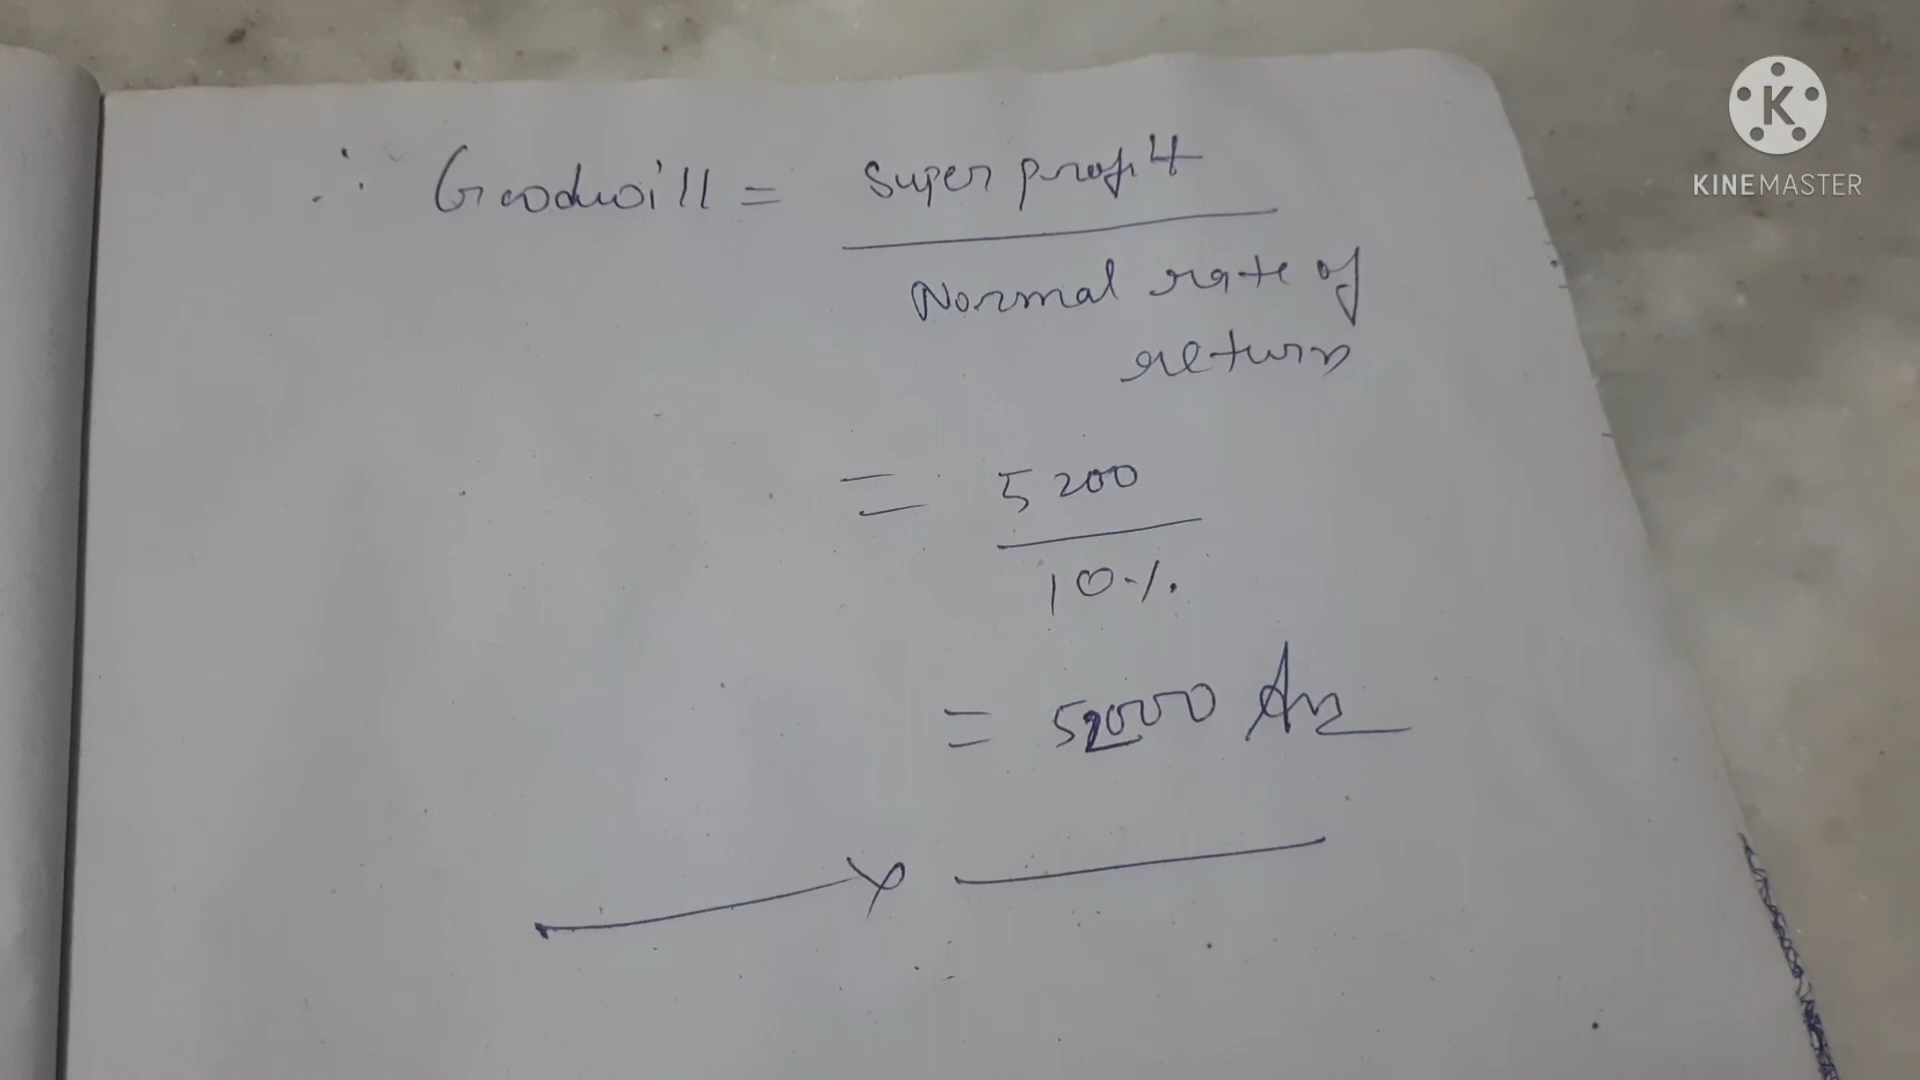 ∴ Goodwill = Super profit
Normal rate of
return
= 5200
10%
= 52000 Ans
K
KINEMASTER